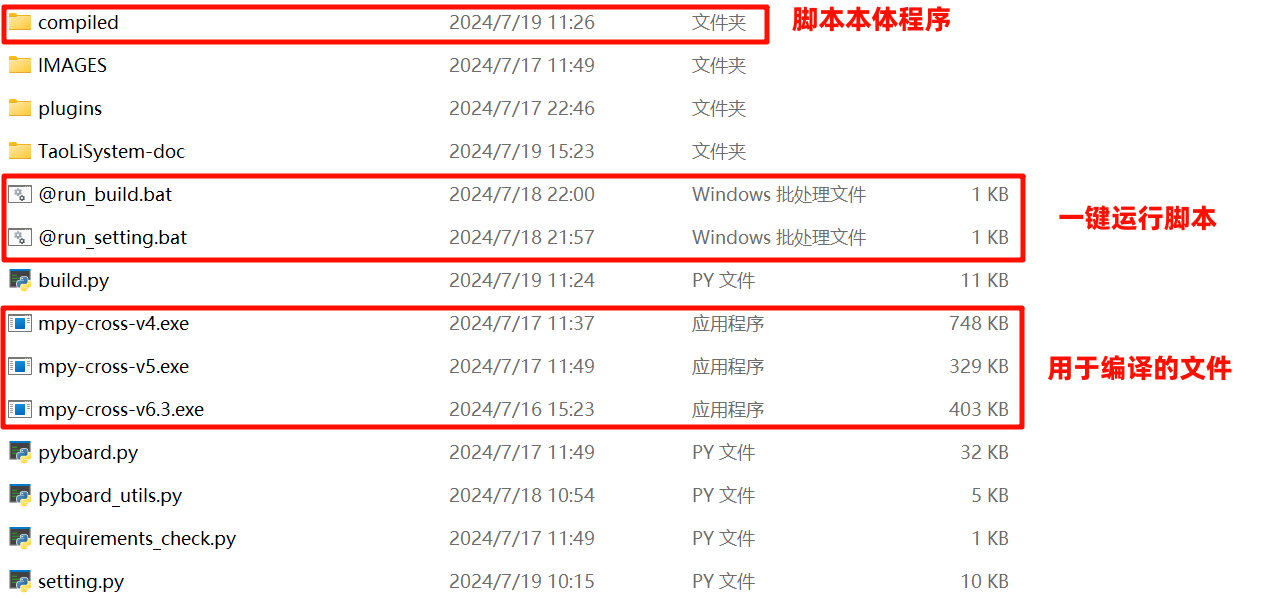 compiled 2024/7/19 11:26 文件夹 脚本本体程序
IMAGES 2024/7/17 11:49 文件夹
plugins 2024/7/17 22:46 文件夹
TaoLiSystem-doc 2024/7/19 15:23 文件夹
@run_build.bat 2024/7/18 22:00 Windows 批处理文件 1 KB
@run_setting.bat 2024/7/18 21:57 Windows 批处理文件 1 KB 一键运行脚本
build.py 2024/7/19 11:24 PY 文件 11 KB
mpy-cross-v4.exe 2024/7/17 11:37 应用程序 748 KB
mpy-cross-v5.exe 2024/7/17 11:49 应用程序 329 KB 用于编译的文件
mpy-cross-v6.3.exe 2024/7/16 15:23 应用程序 403 KB
pyboard.py 2024/7/17 11:49 PY 文件 32 KB
pyboard_utils.py 2024/7/18 10:54 PY 文件 5 KB
requirements_check.py 2024/7/17 11:49 PY 文件 1 KB
setting.py 2024/7/19 10:15 PY 文件 10 KB